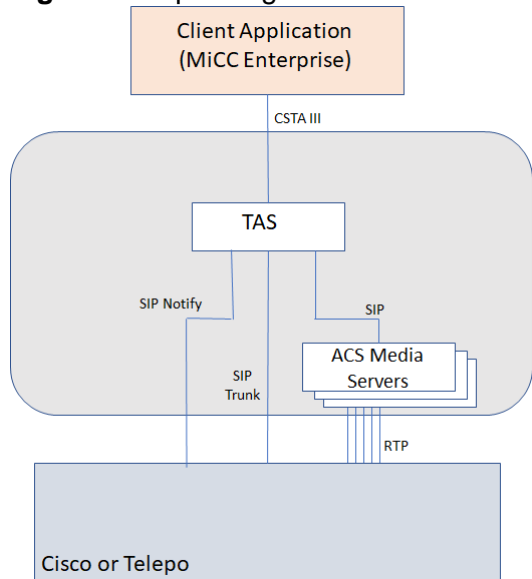 Client Application
(MiCC Enterprise)
CSTA III
TAS
SIP Notify
SIP
SIP
Trunk
ACS Media
Servers
RTP
Cisco or Telepo